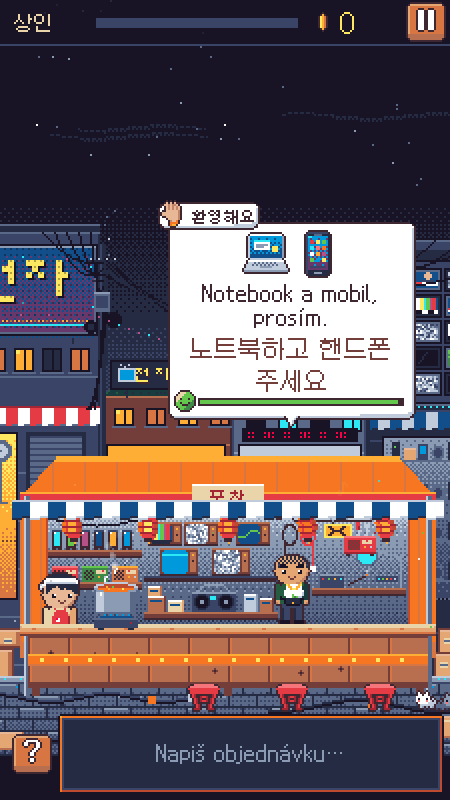 상인
0
환영해요
Notebook a mobil,
prosím.
노트북하고 핸드폰
주세요
포차
?
Napiš objednávku…